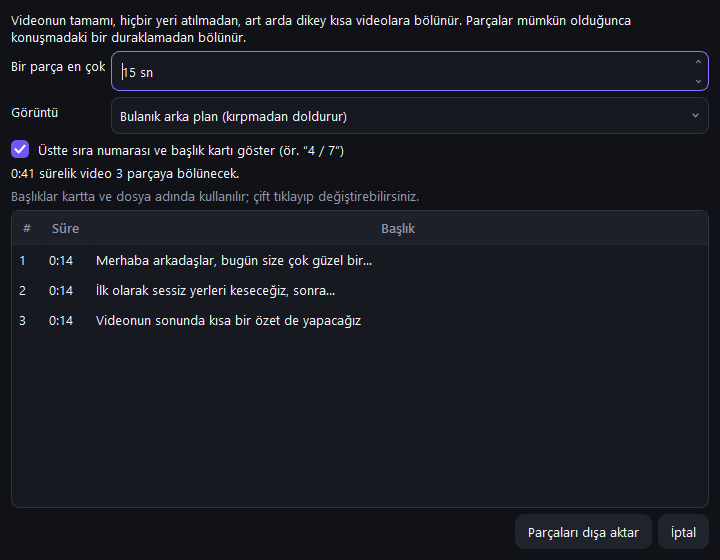 Videonun tamamı, hiçbir yeri atılmadan, art arda dikey kısa videolara bölünür. Parçalar mümkün olduğunca
konuşmadaki bir duraklamadan bölünür.
Bir parça en çok 15 sn
Görüntü Bulanık arka plan (kırpmadan doldurur)
Üstte sıra numarası ve başlık kartı göster (ör. “4 / 7”)
0:41 sürelik video 3 parçaya bölünecek.
Başlıklar kartta ve dosya adında kullanılır; çift tıklayıp değiştirebilirsiniz.
# Süre Başlık
1 0:14 Merhaba arkadaşlar, bugün size çok güzel bir...
2 0:14 İlk olarak sessiz yerleri keseceğiz, sonra...
3 0:14 Videonun sonunda kısa bir özet de yapacağız
Parçaları dışa aktar İptal